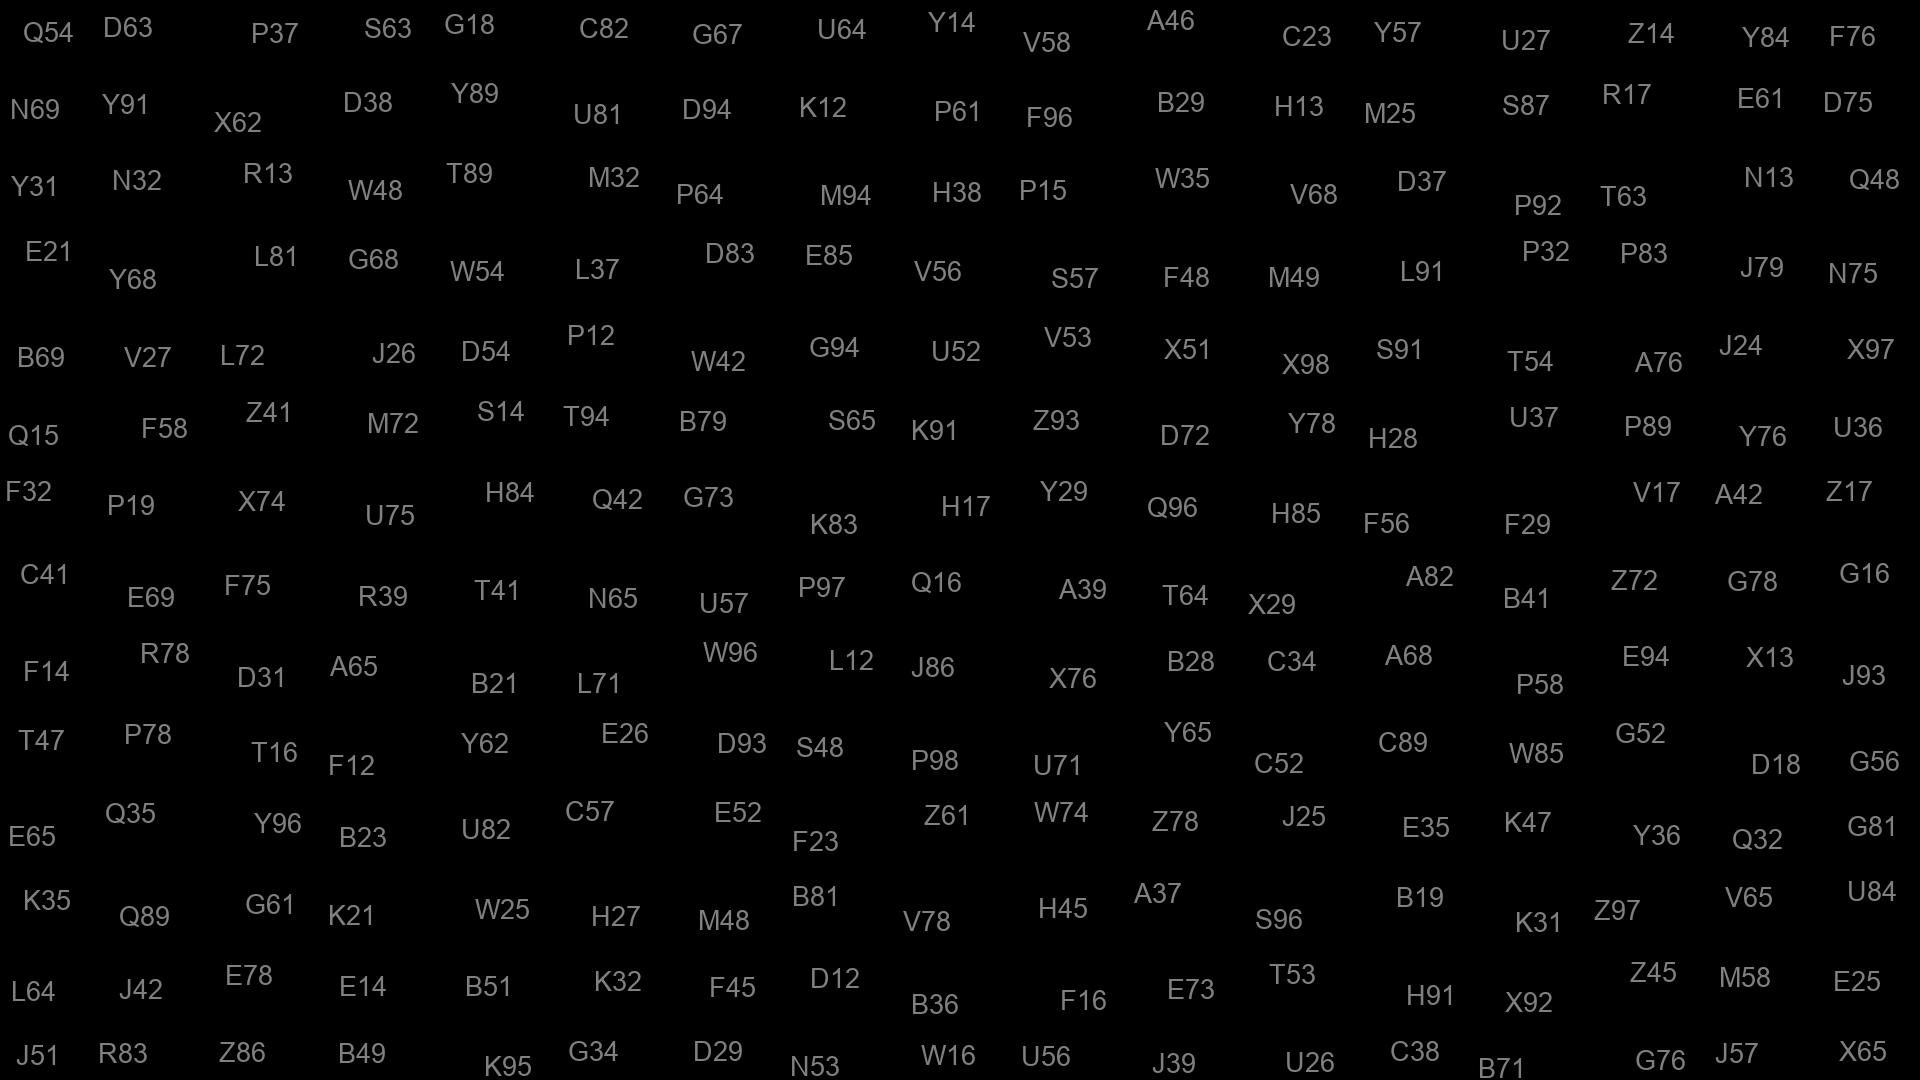 Q54 D63 P37 S63 G18 C82 G67 U64 Y14 V58 A46 C23 Y57 U27 Z14 Y84 F76
N69 Y91 X62 D38 Y89 U81 D94 K12 P61 F96 B29 H13 M25 S87 R17 E61 D75
Y31 N32 R13 W48 T89 M32 P64 M94 H38 P15 W35 V68 D37 P92 T63 N13 Q48
E21 Y68 L81 G68 W54 L37 D83 E85 V56 S57 F48 M49 L91 P32 P83 J79 N75
B69 V27 L72 J26 D54 P12 W42 G94 U52 V53 X51 X98 S91 T54 A76 J24 X97
Q15 F58 Z41 M72 S14 T94 B79 S65 K91 Z93 D72 Y78 H28 U37 P89 Y76 U36
F32 P19 X74 U75 H84 Q42 G73 K83 H17 Y29 Q96 H85 F56 F29 V17 A42 Z17
C41 E69 F75 R39 T41 N65 U57 P97 Q16 A39 T64 X29 A82 B41 Z72 G78 G16
F14 R78 D31 A65 B21 L71 W96 L12 J86 X76 B28 C34 A68 P58 E94 X13 J93
T47 P78 T16 F12 Y62 E26 D93 S48 P98 U71 Y65 C52 C89 W85 G52 D18 G56
E65 Q35 Y96 B23 U82 C57 E52 F23 Z61 W74 Z78 J25 E35 K47 Y36 Q32 G81
K35 Q89 G61 K21 W25 H27 M48 B81 V78 H45 A37 S96 B19 K31 Z97 V65 U84
L64 J42 E78 E14 B51 K32 F45 D12 B36 F16 E73 T53 H91 X92 Z45 M58 E25
J51 R83 Z86 B49 K95 G34 D29 N53 W16 U56 J39 U26 C38 B71 G76 J57 X65